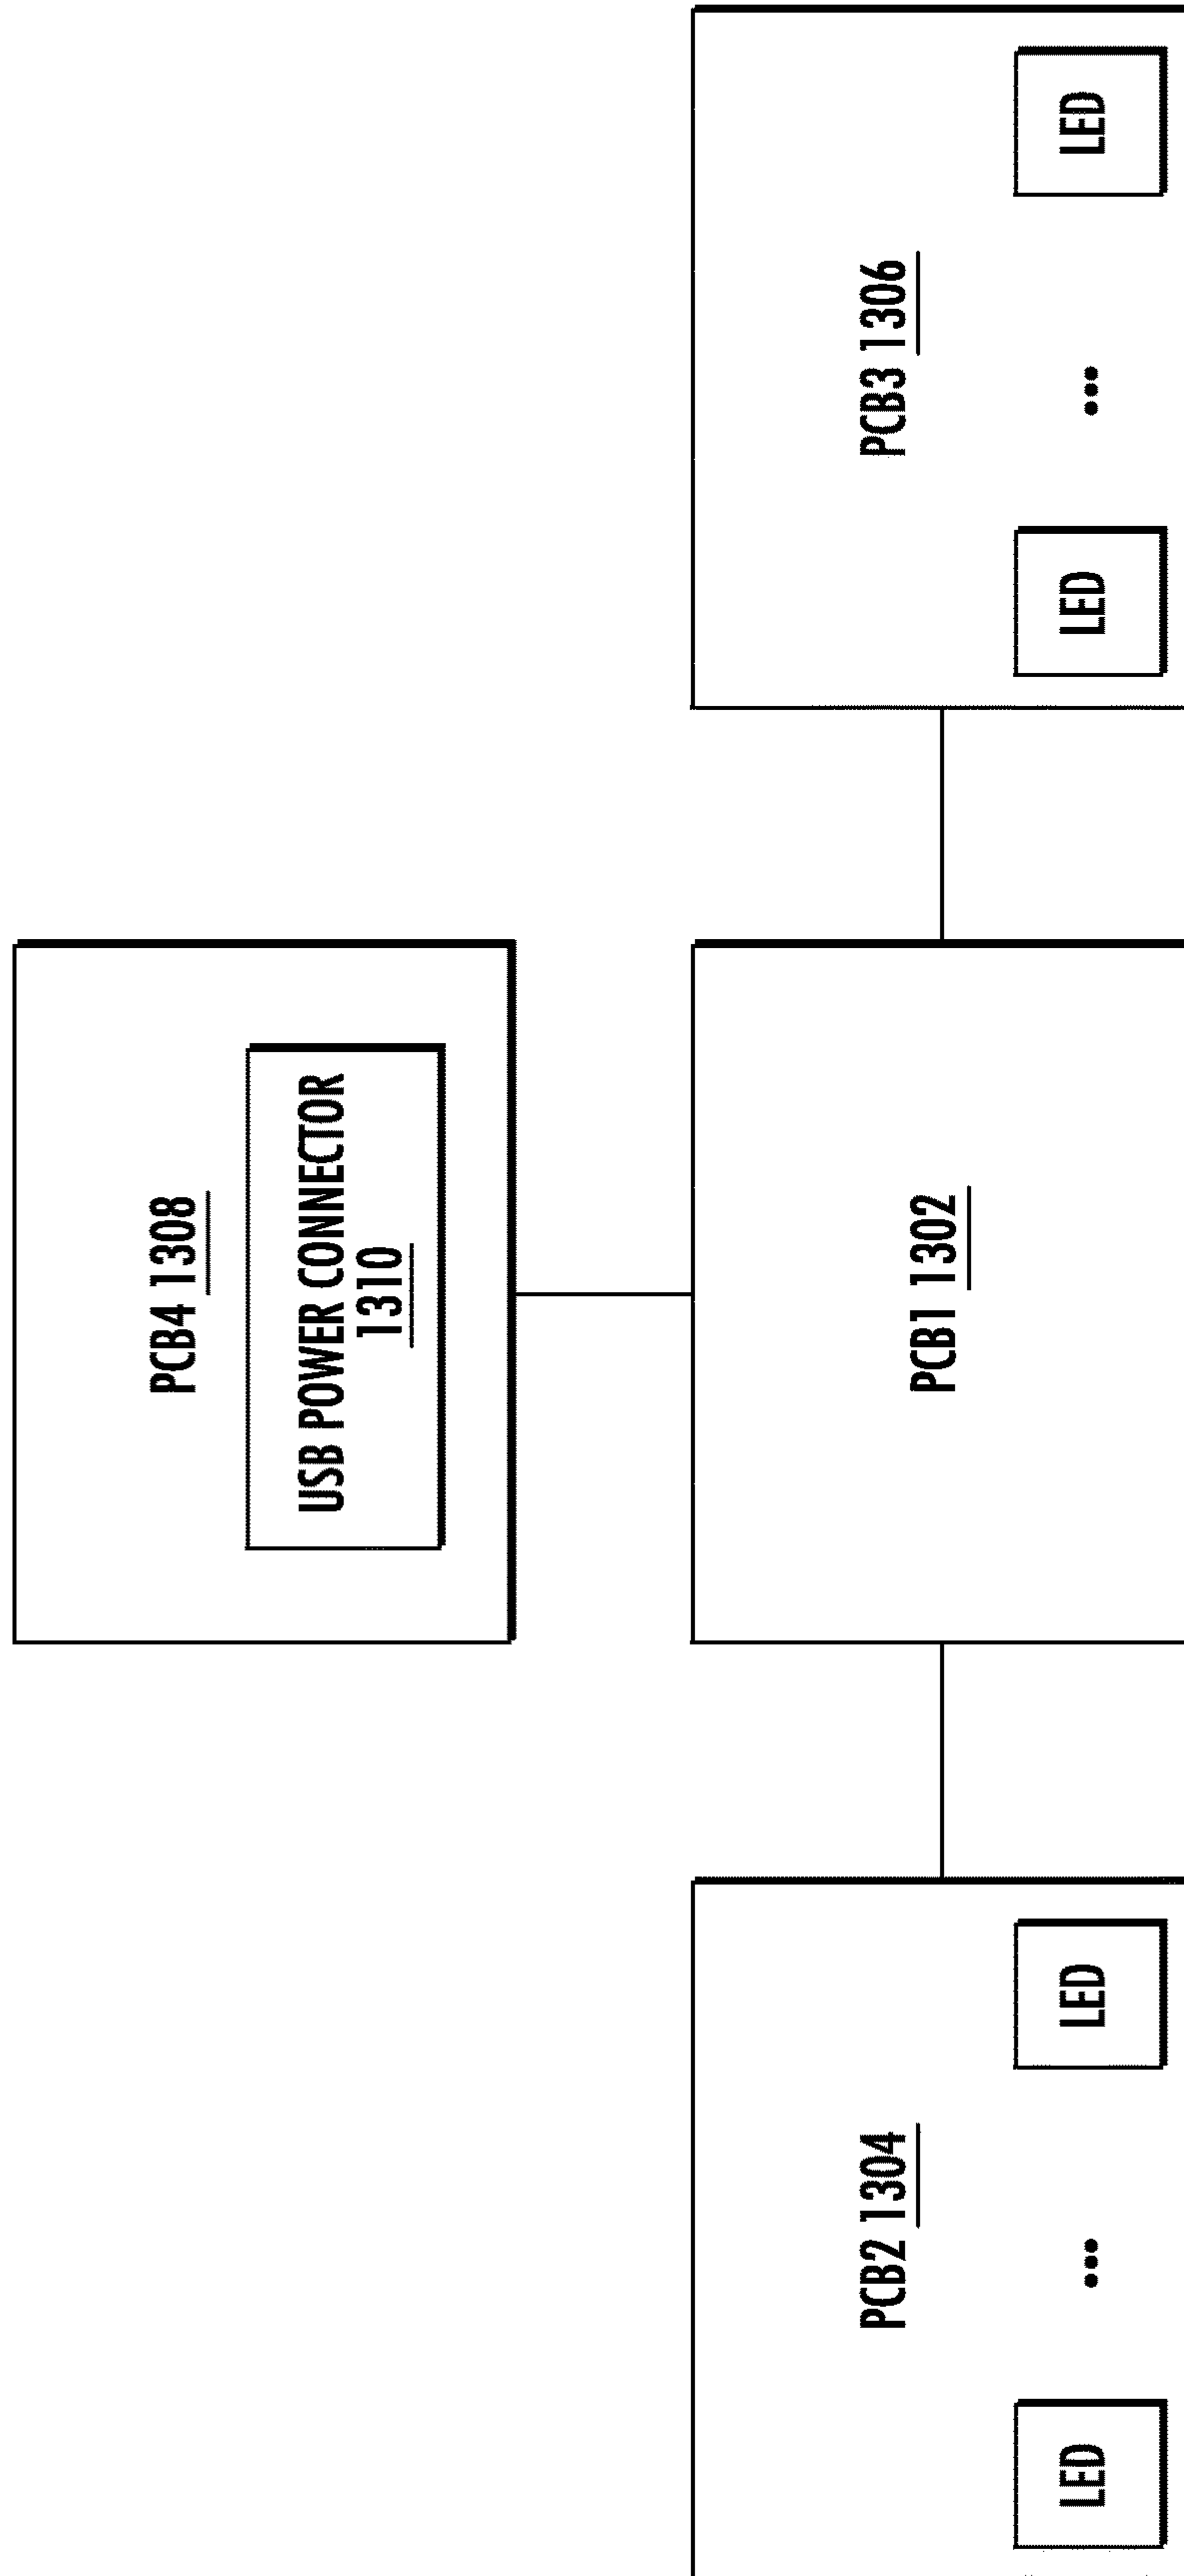 PCB4 1308
USB POWER CONNECTOR
1310
PCB2 1304
LED
...
LED
PCB1 1302
PCB3 1306
LED
...
LED